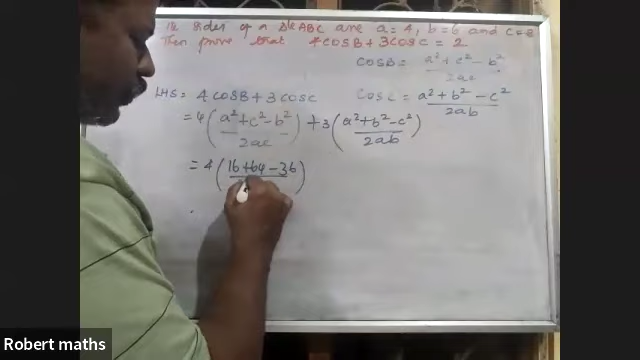 The sides of a △le ABC are a = 4, b = 6 and c = 8
Then prove that 4cosB + 3cosC = 2
cosB = a² + c² - b² / 2ac
LHS = 4cosB + 3cosC
cosC = a² + b² - c² / 2ab
= 4 ( a² + c² - b² / 2ac ) + 3 ( a² + b² - c² / 2ab )
= 4 ( 16 + 64 - 36 )
Robert maths